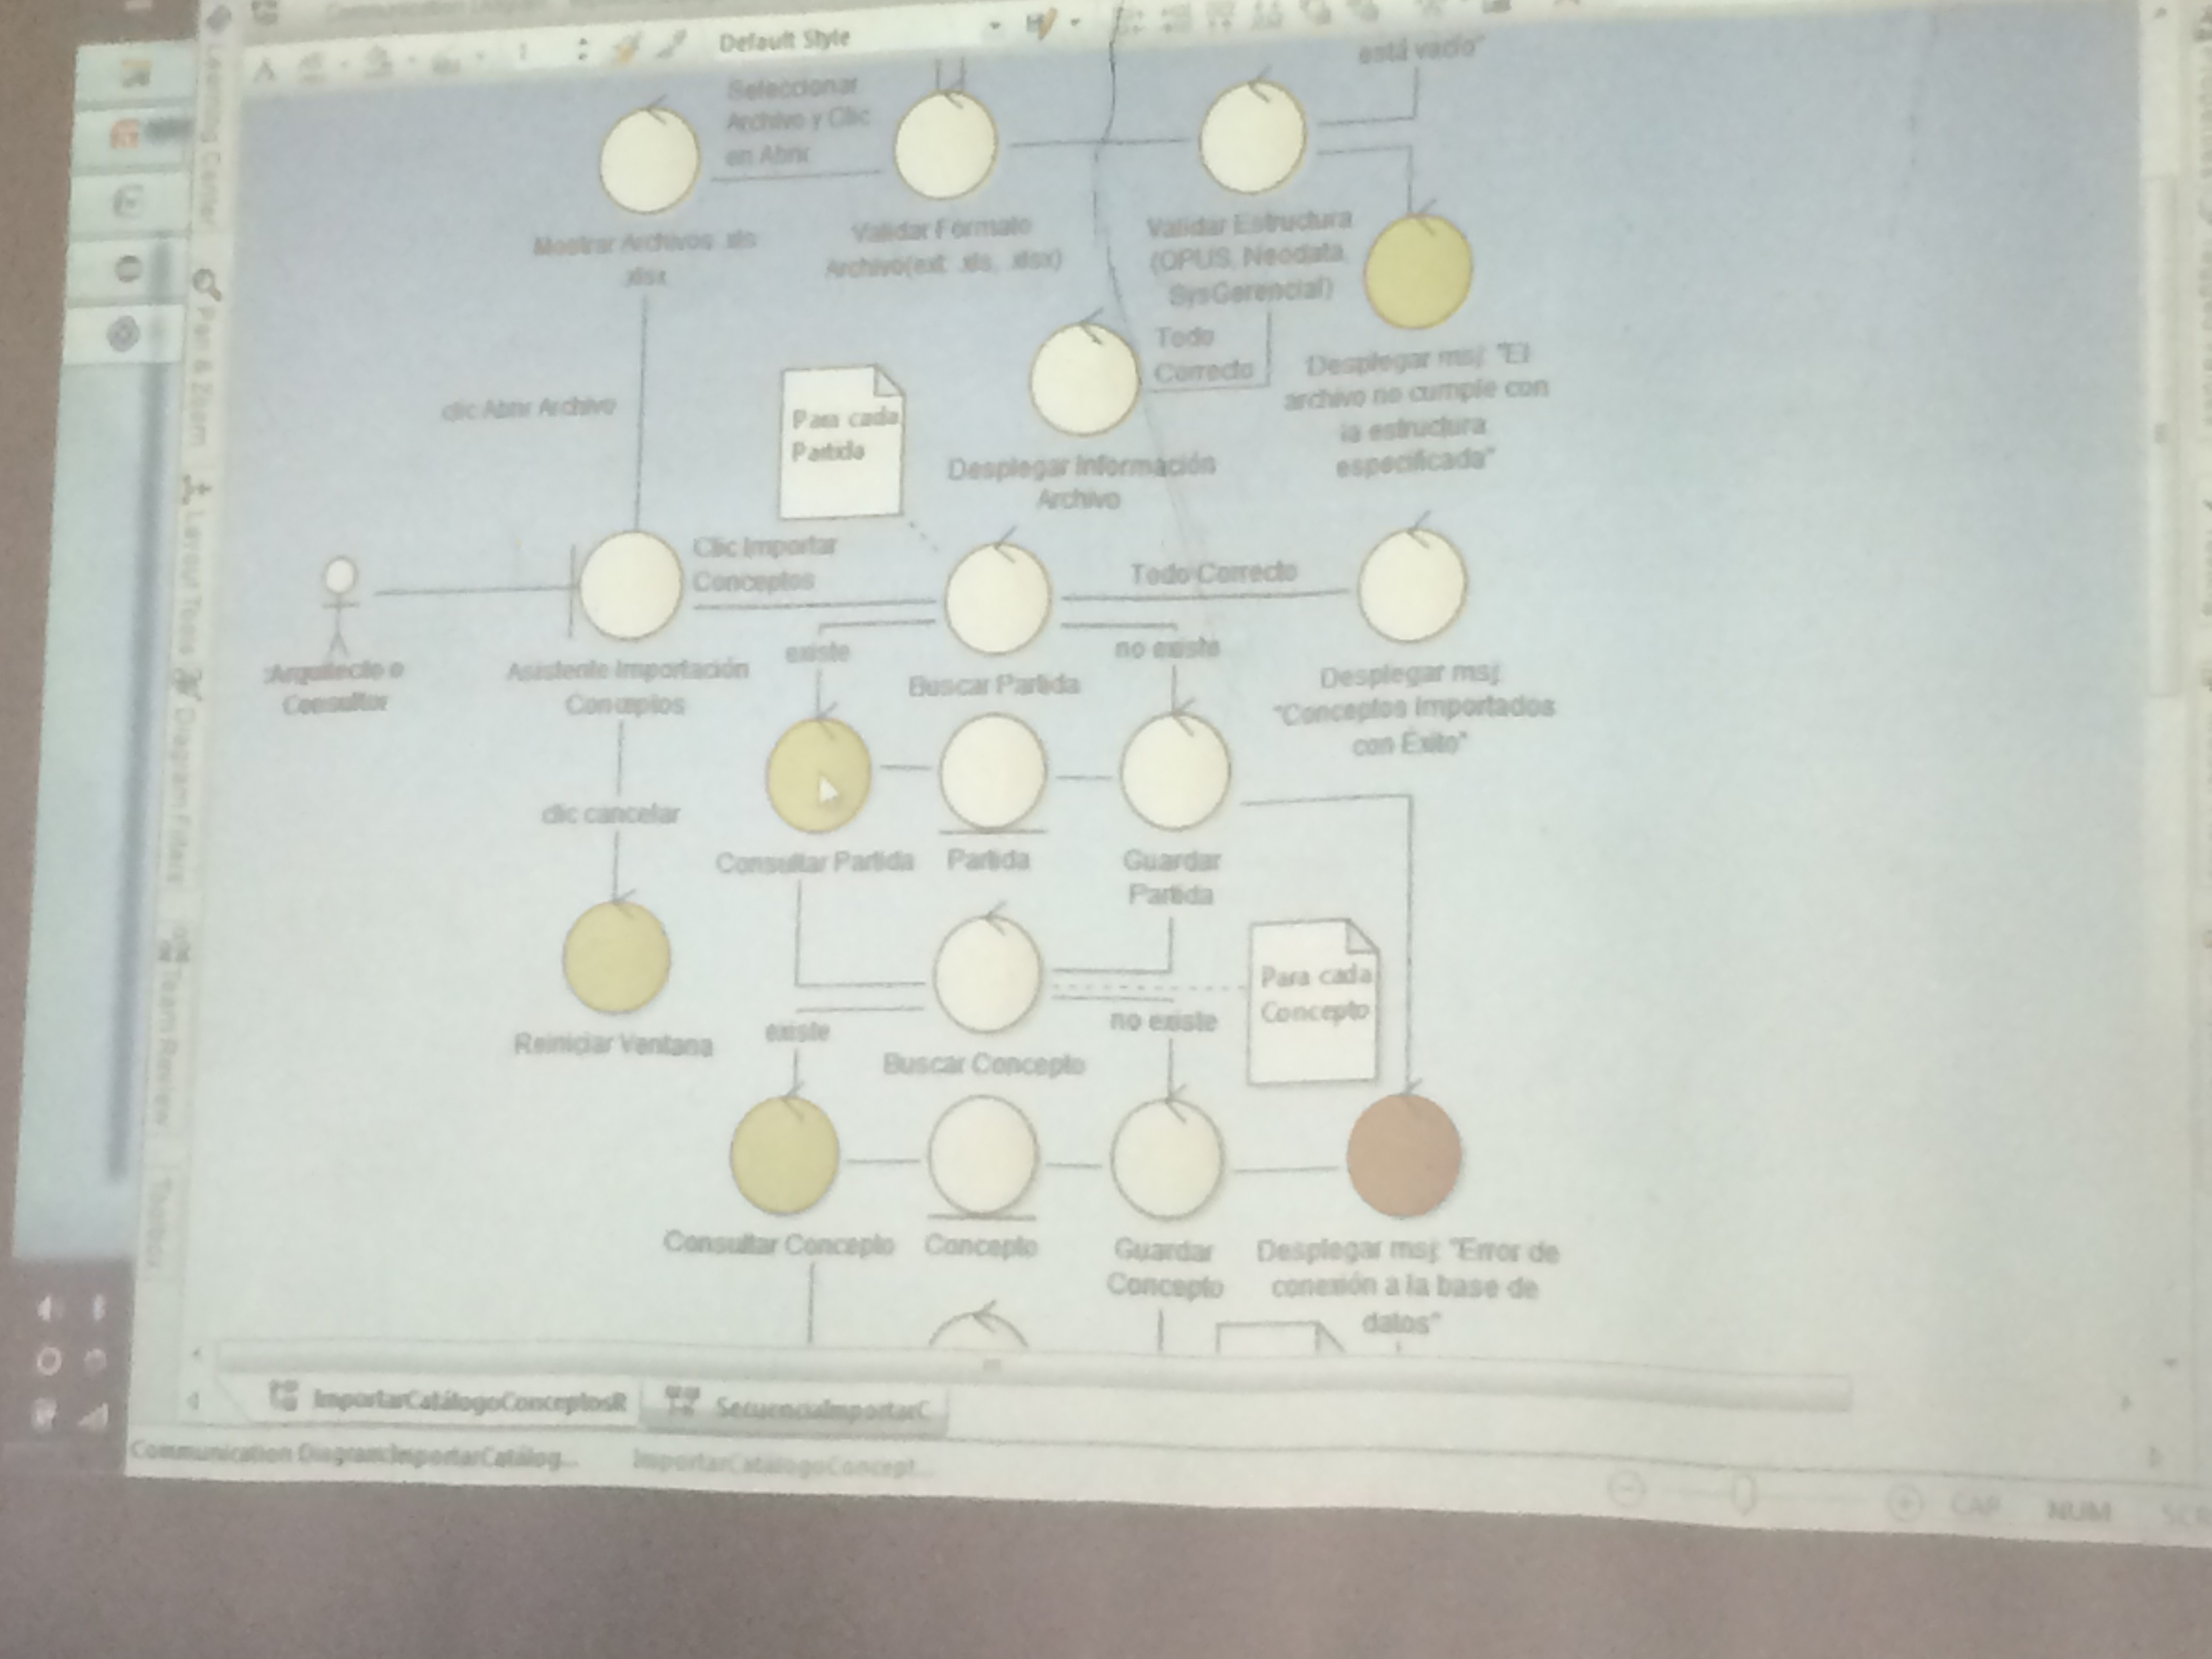 Default Style
está vacío"
Seleccionar
Archivo y Clic
en Abrir
Mostrar Archivos .xls
.xlsx
Validar Formato
Archivo(ext: .xls, .xlsx)
Validar Estructura
(OPUS, Neodata,
SysGerencial)
Todo
Correcto
Desplegar msj: "El
archivo no cumple con
la estructura
especificada"
clic Abrir Archivo
Para cada
Partida
Desplegar Información
Archivo
Clic Importar
Conceptos
Todo Correcto
:Arquitecto o
Consultor
Asistente Importación
Conceptos
existe
Buscar Partida
no existe
Desplegar msj:
"Conceptos importados
con Éxito"
clic cancelar
Consultar Partida
Partida
Guardar
Partida
Reiniciar Ventana
existe
Buscar Concepto
no existe
Para cada
Concepto
Consultar Concepto
Concepto
Guardar
Concepto
Desplegar msj: "Error de
conexión a la base de
datos"
ImportarCatálogoConceptosR
SecuenciaImportarC
Communication Diagram:ImportarCatálog...
ImportarCatálogoConcept...
CAP
NUM
Learning Center
Pan & Zoom
Layout Tools
Diagram Filters
Team Review
Toolbox